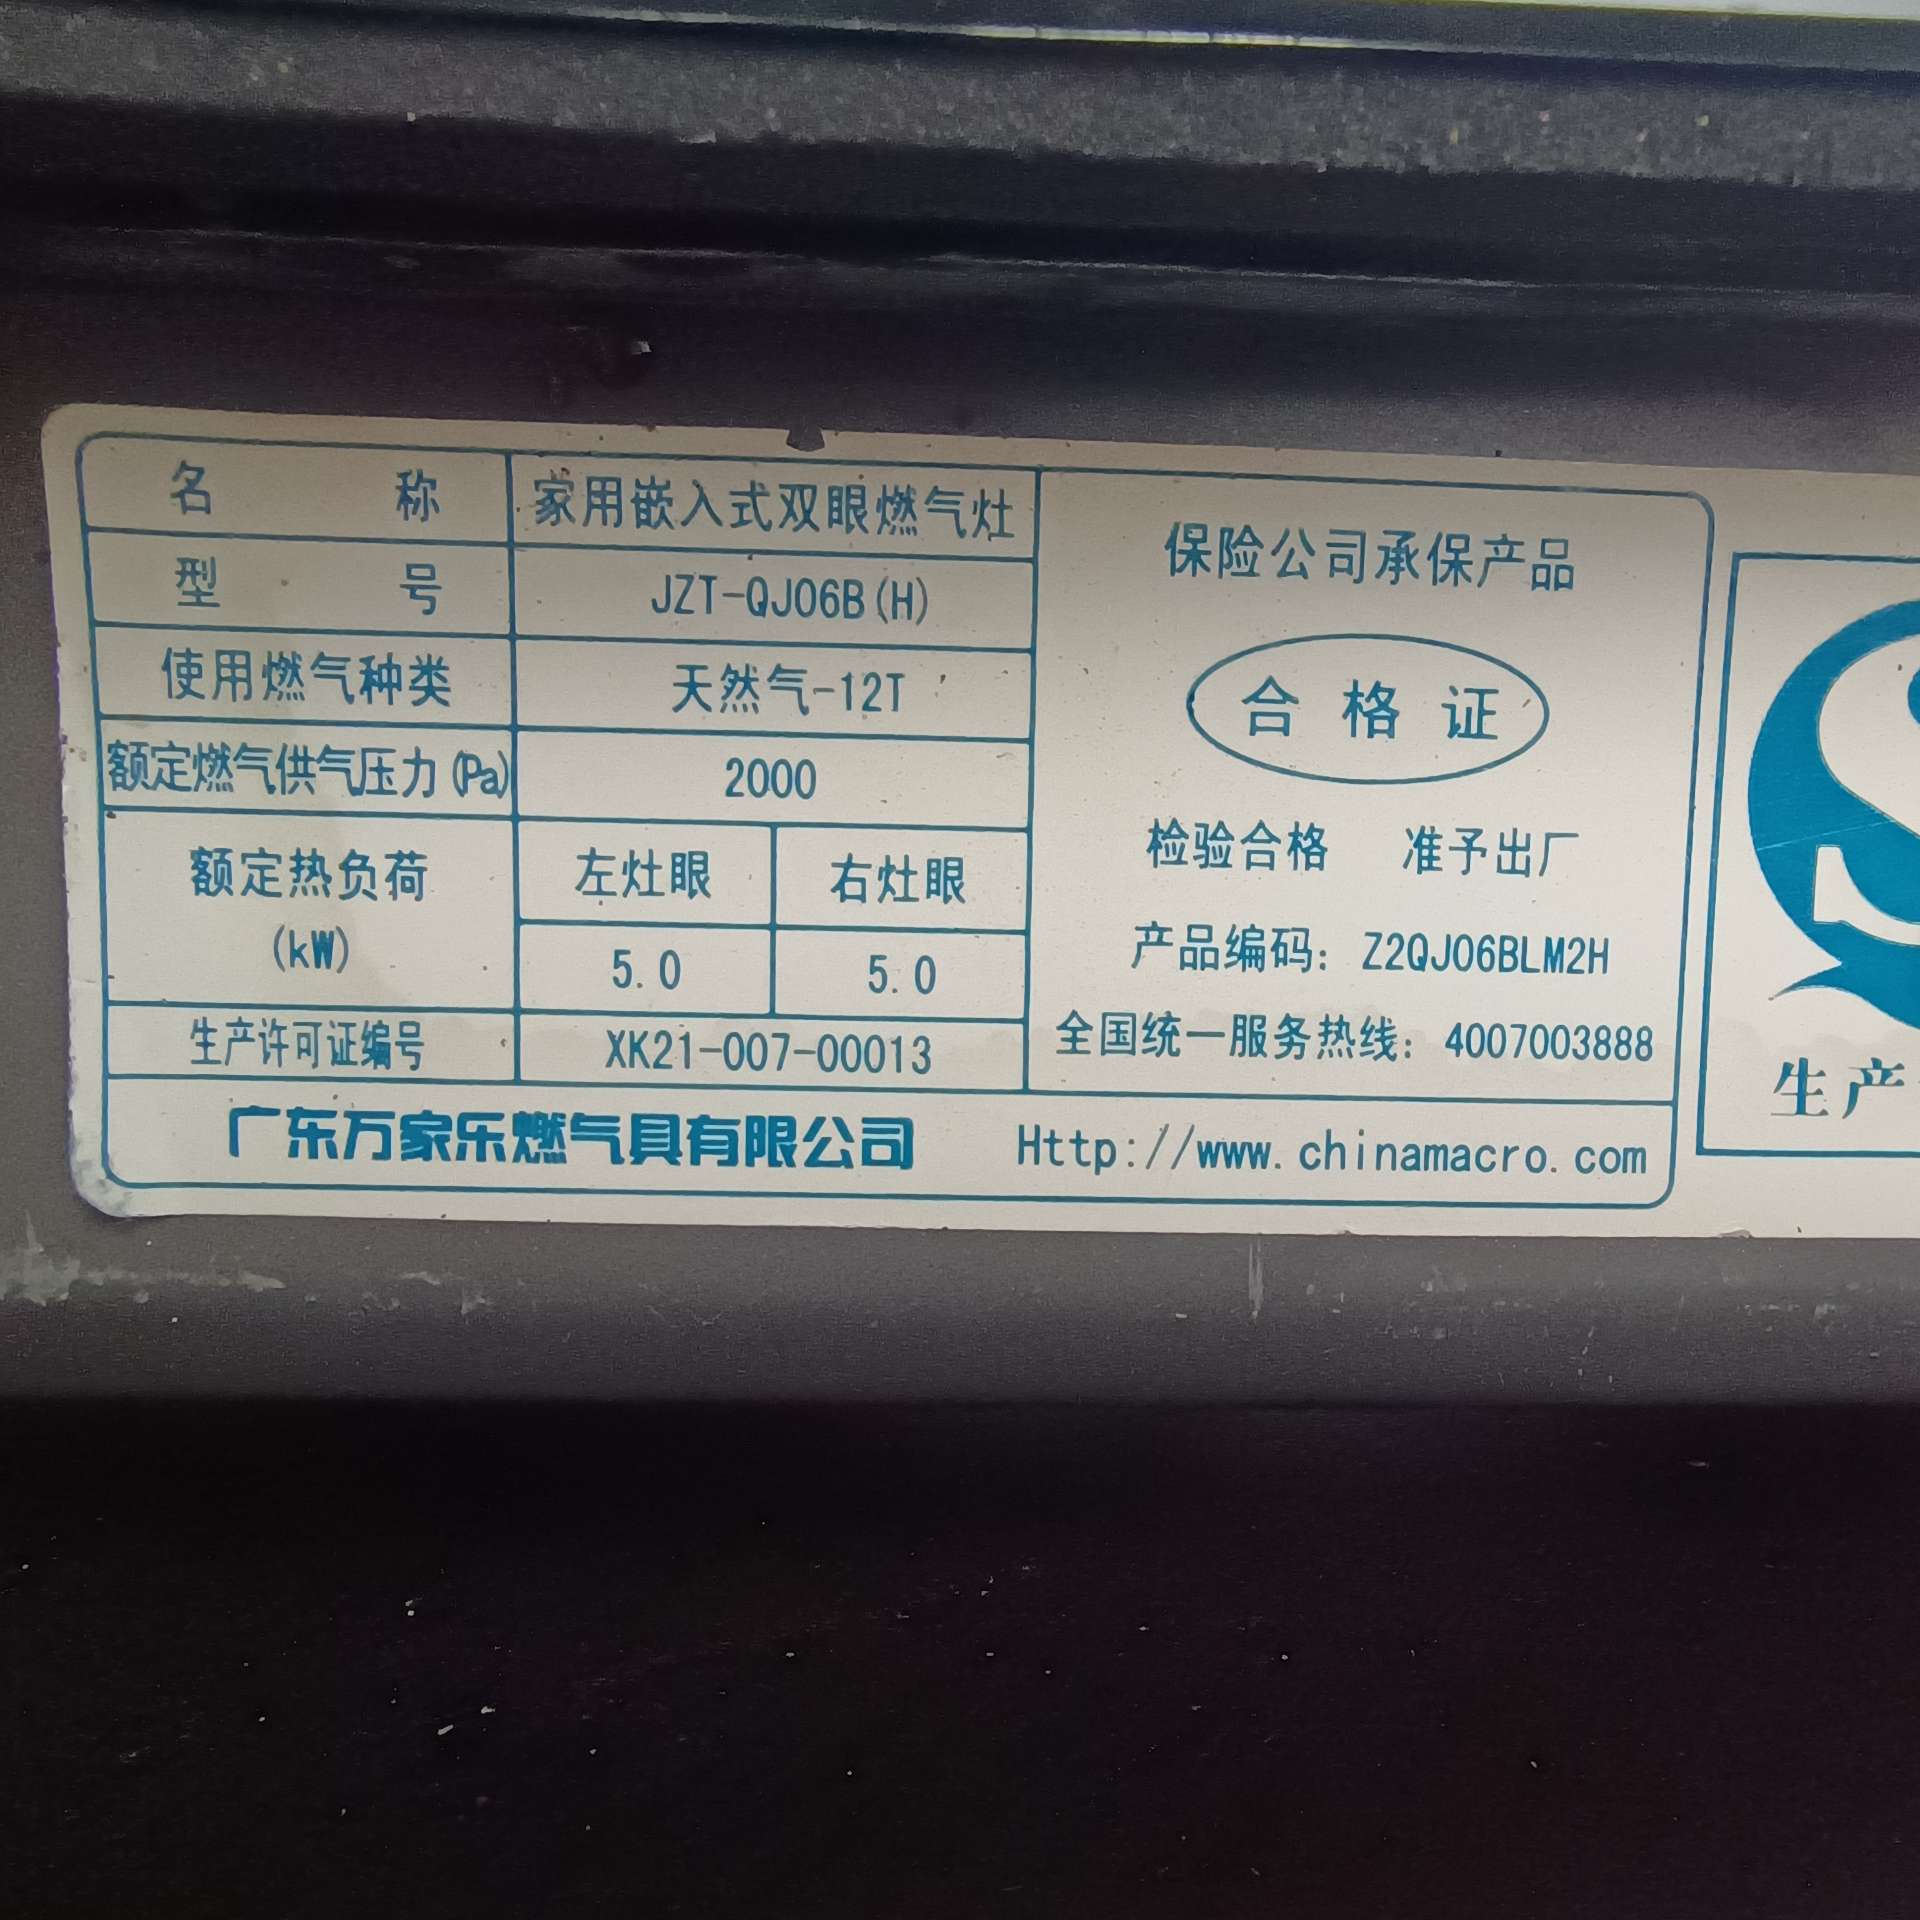 名称 家用嵌入式双眼燃气灶
型号 JZT-QJ06B(H)
使用燃气种类 天然气-12T
额定燃气供气压力(Pa) 2000
额定热负荷 左灶眼 右灶眼
(kW) 5.0 5.0
生产许可证编号 XK21-007-00013
保险公司承保产品
合格证
检验合格 准予出厂
产品编码：Z2QJ06BLM2H
全国统一服务热线：4007003888
广东万家乐燃气具有限公司 Http://www.chinamacro.com
生产